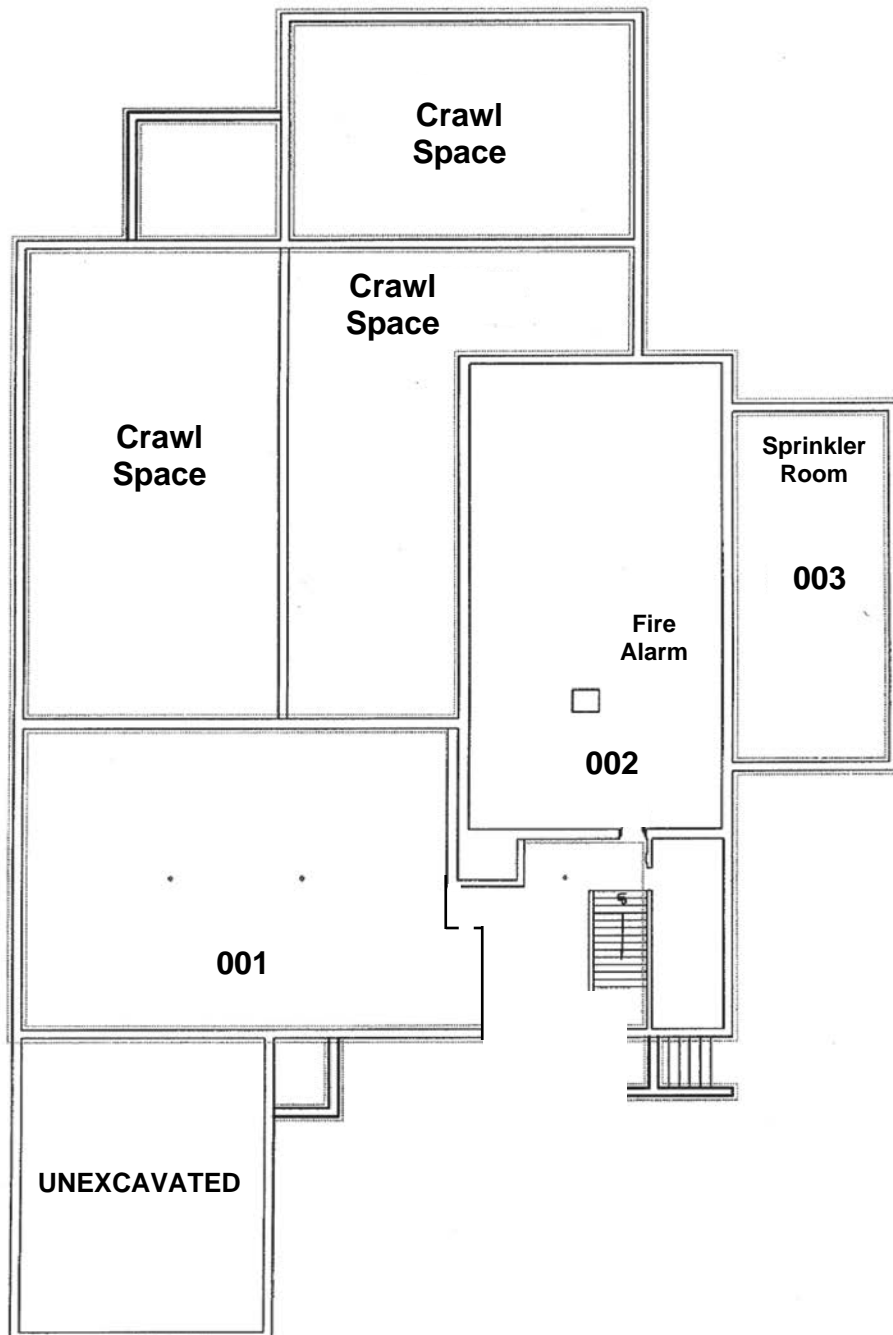 Crawl
Space
Crawl
Space
Crawl
Space
Sprinkler
Room
003
Fire
Alarm
002
001
UNEXCAVATED